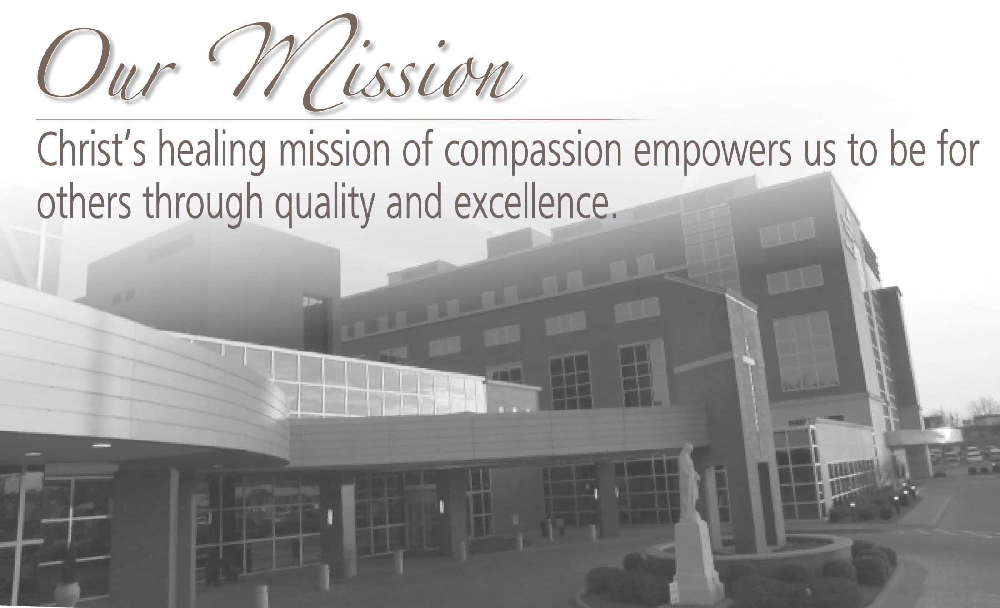 Our Mission
Christ's healing mission of compassion empowers us to be for
others through quality and excellence.